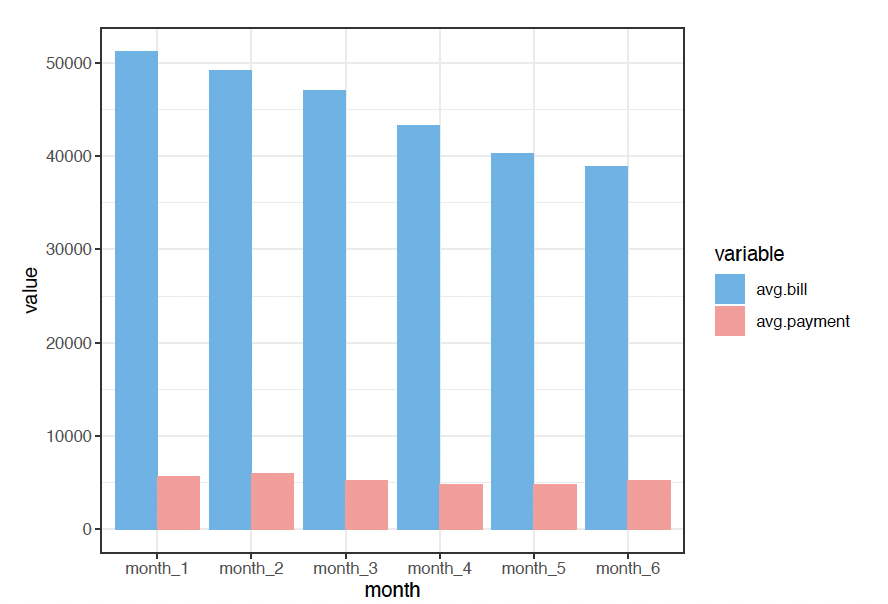 50000
40000
30000
20000
10000
0
value
month_1 month_2 month_3 month_4 month_5 month_6
month
variable
avg.bill
avg.payment